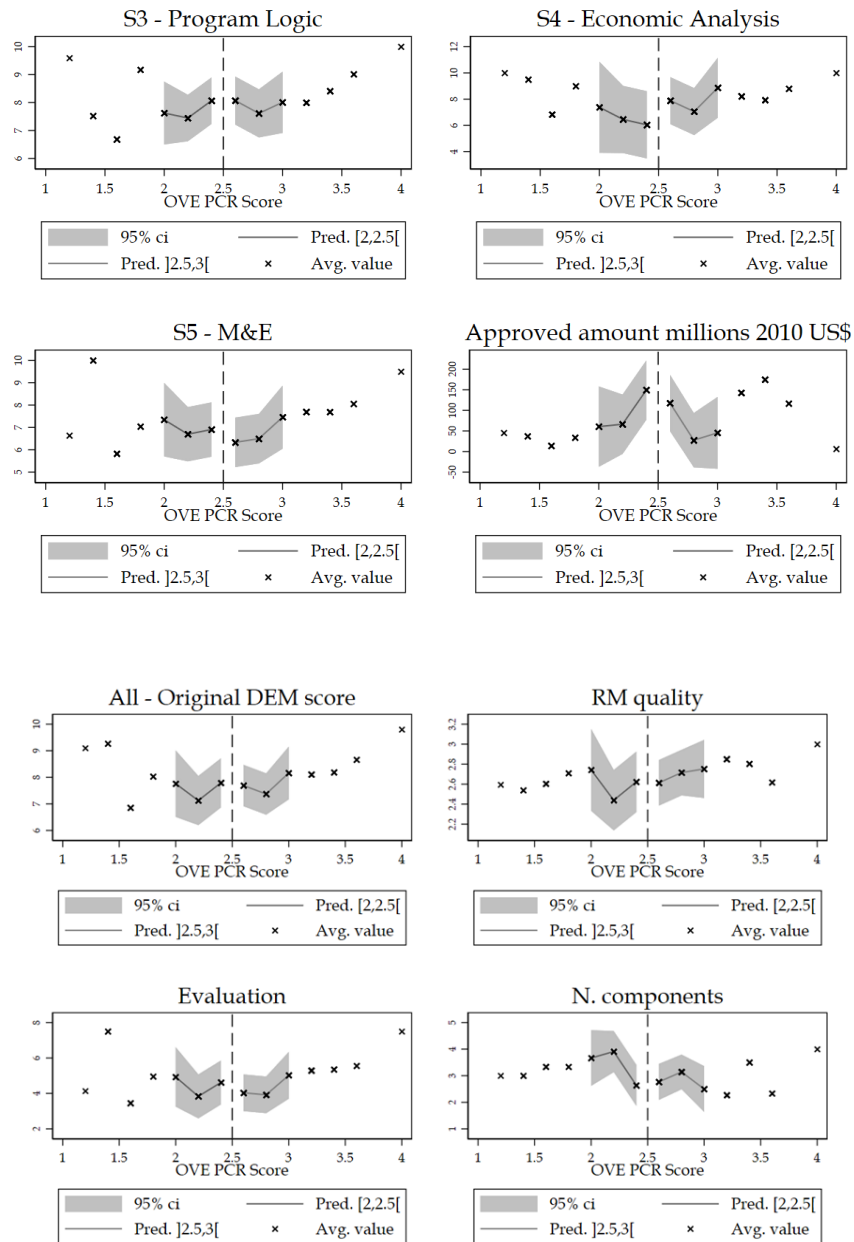 S3 - Program Logic
10
9
8
7
6
1 1.5 2 2.5 3 3.5 4
OVE PCR Score
95% ci Pred. [2,2.5[
Pred. ]2.5,3[ Avg. value
S4 - Economic Analysis
12
10
8
6
4
1 1.5 2 2.5 3 3.5 4
OVE PCR Score
95% ci Pred. [2,2.5[
Pred. ]2.5,3[ Avg. value
S5 - M&E
10
9
8
7
6
5
1 1.5 2 2.5 3 3.5 4
OVE PCR Score
95% ci Pred. [2,2.5[
Pred. ]2.5,3[ Avg. value
Approved amount millions 2010 US$
200
150
100
50
0
-50
1 1.5 2 2.5 3 3.5 4
OVE PCR Score
95% ci Pred. [2,2.5[
Pred. ]2.5,3[ Avg. value
All - Original DEM score
10
9
8
7
6
1 1.5 2 2.5 3 3.5 4
OVE PCR Score
95% ci Pred. [2,2.5[
Pred. ]2.5,3[ Avg. value
RM quality
3.2
3
2.8
2.6
2.4
2.2
1 1.5 2 2.5 3 3.5 4
OVE PCR Score
95% ci Pred. [2,2.5[
Pred. ]2.5,3[ Avg. value
Evaluation
8
6
4
2
1 1.5 2 2.5 3 3.5 4
OVE PCR Score
95% ci Pred. [2,2.5[
Pred. ]2.5,3[ Avg. value
N. components
5
4
3
2
1
1 1.5 2 2.5 3 3.5 4
OVE PCR Score
95% ci Pred. [2,2.5[
Pred. ]2.5,3[ Avg. value